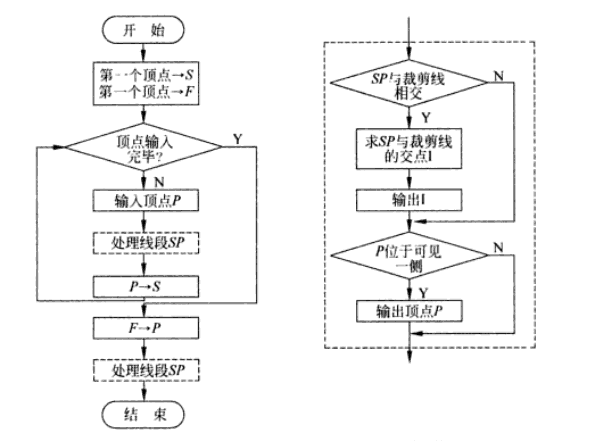 开 始
第一个顶点→S
第一个顶点→F
顶点输入
完毕?
Y
N
输入顶点P
处理线段SP
P→S
F→P
处理线段SP
结 束
SP与裁剪线
相交
N
Y
求SP与裁剪线
的交点I
输出I
P位于可见
一侧
N
Y
输出顶点P